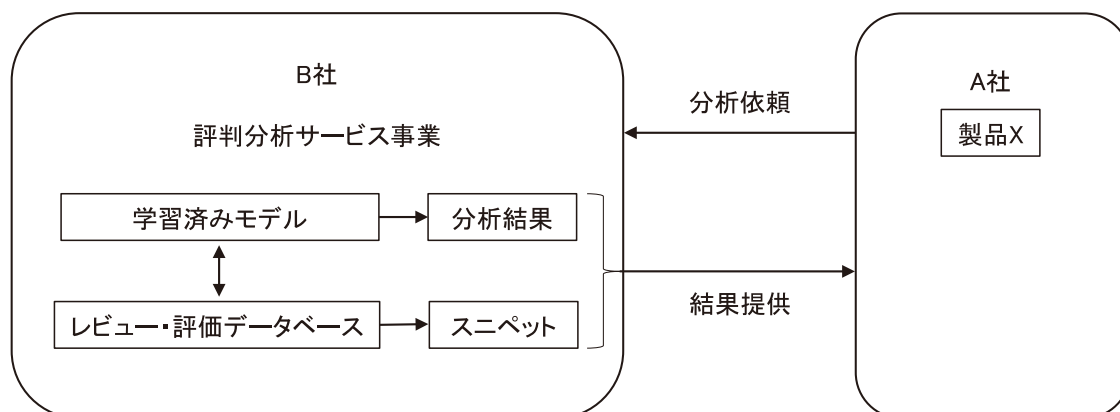 B社
評判分析サービス事業
学習済みモデル
分析結果
レビュー・評価データベース
スニペット
分析依頼
結果提供
A社
製品X